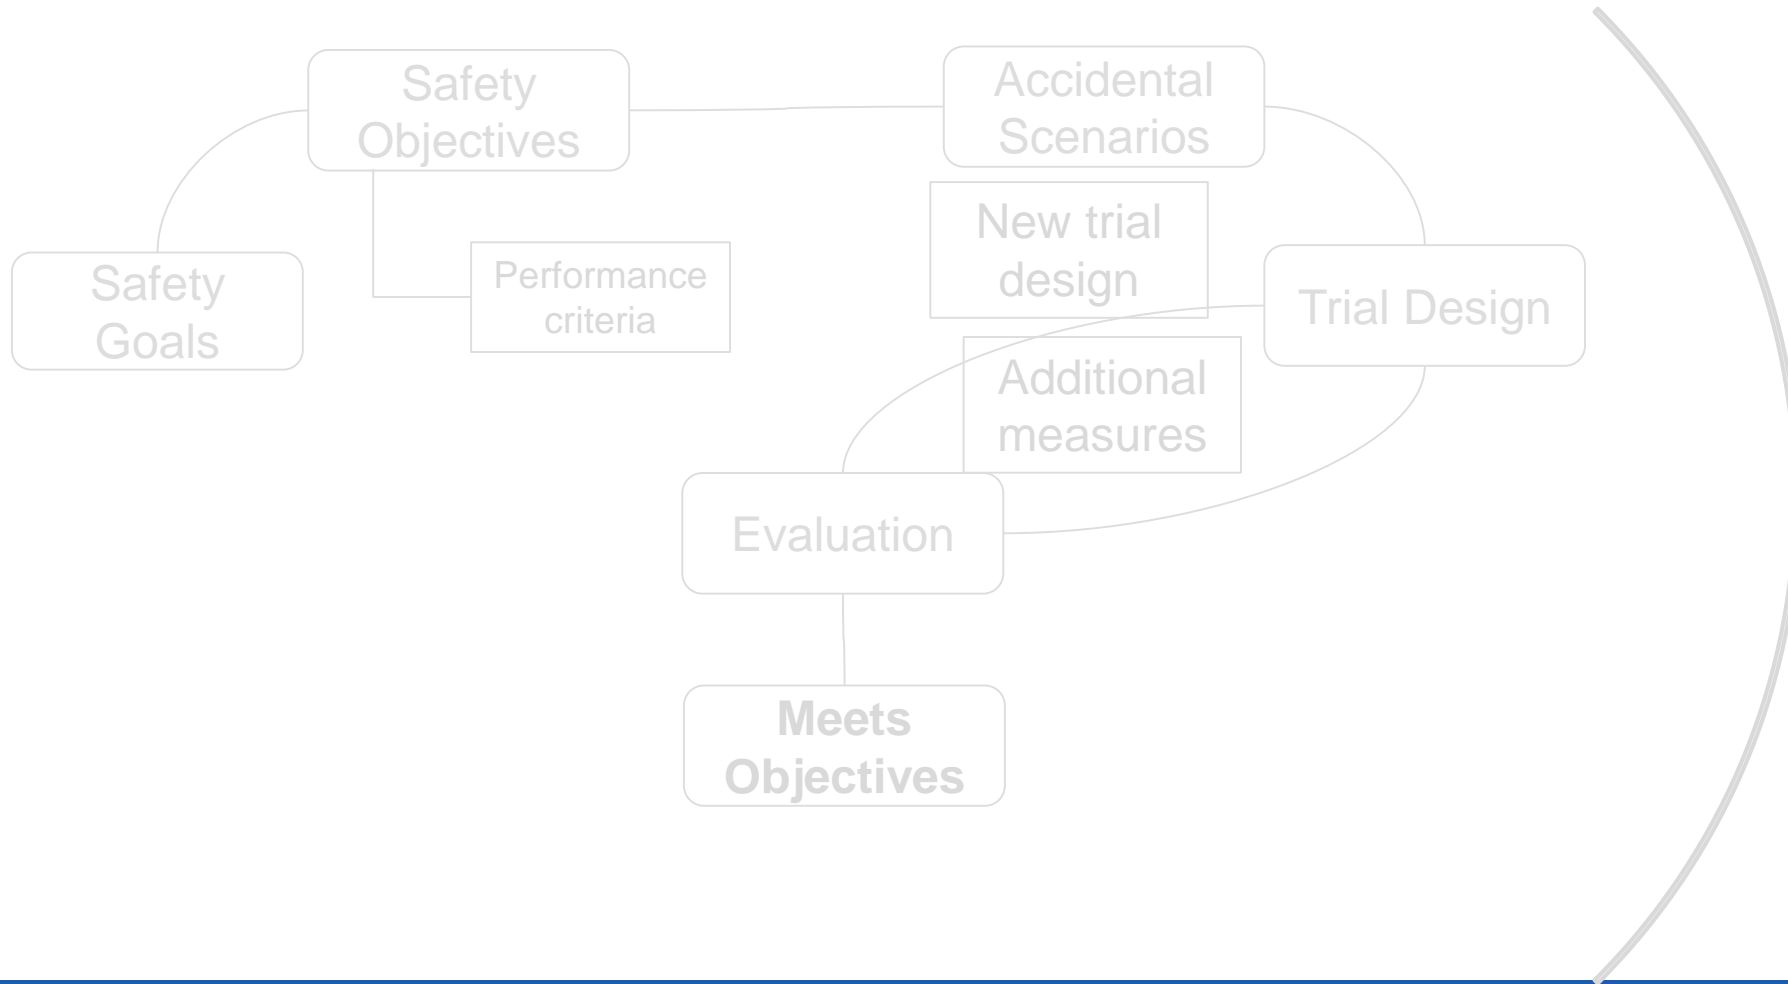 Safety
Objectives
Accidental
Scenarios
New trial
design
Safety
Goals
Performance
criteria
Trial Design
Additional
measures
Evaluation
Meets
Objectives